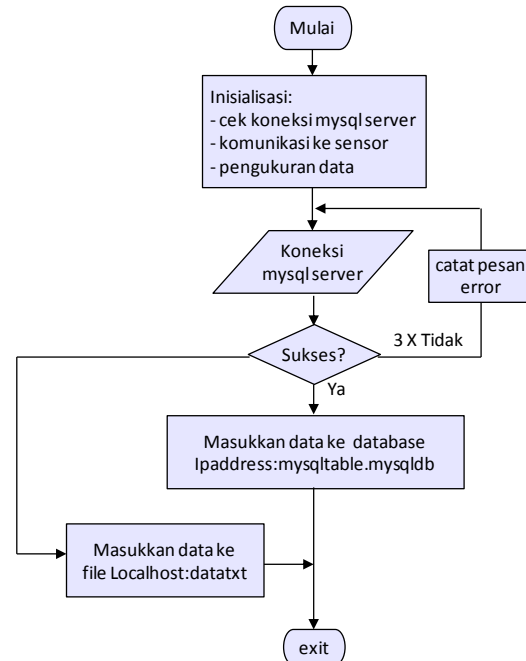 Mulai
Inisialisasi:
- cek koneksi mysql server
- komunikasi ke sensor
- pengukuran data
Koneksi
mysql server
catat pesan
error
Sukses?
3 X Tidak
Ya
Masukkan data ke database
Ipaddress:mysqltable.mysqldb
Masukkan data ke
file Localhost:datatxt
exit